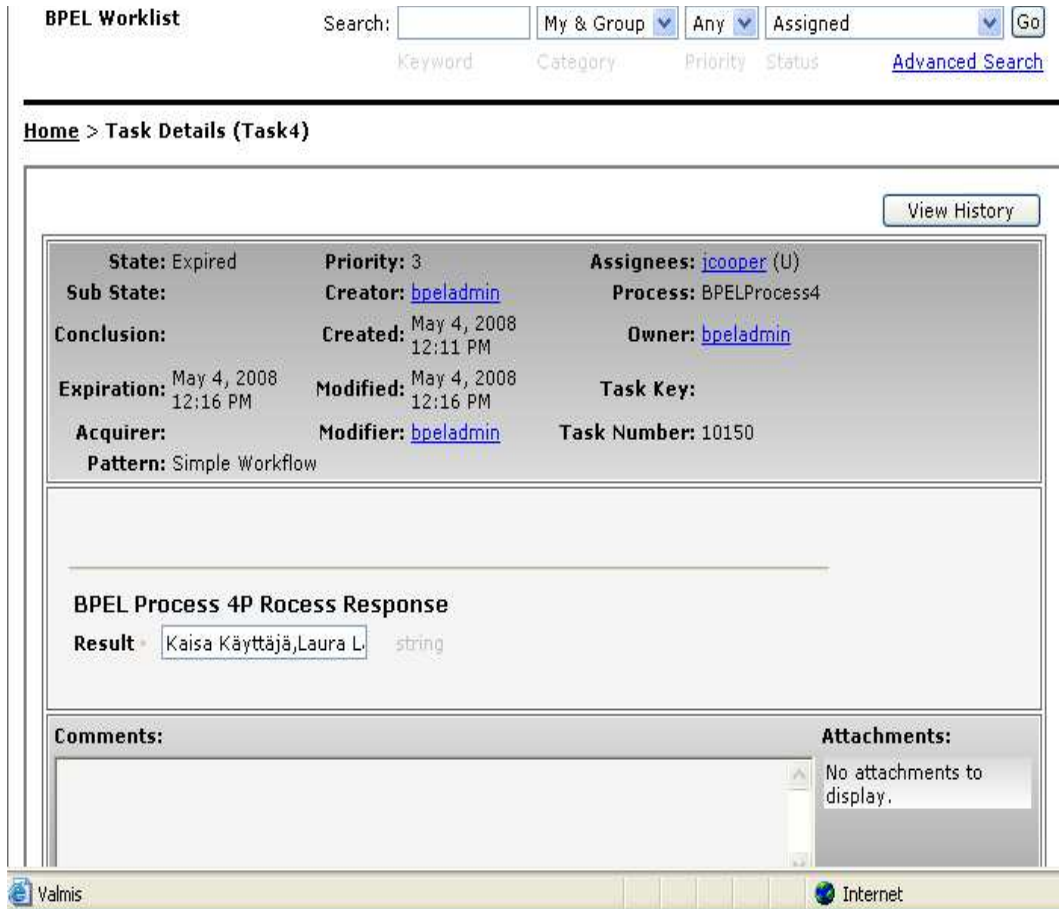 BPEL Worklist Search: My & Group Any Assigned Go
Keyword Category Priority Status Advanced Search
Home > Task Details (Task4)
View History
State: Expired Priority: 3 Assignees: jcooper (U)
Sub State: Creator: bpeladmin Process: BPELProcess4
Conclusion: Created: May 4, 2008 12:11 PM Owner: bpeladmin
Expiration: May 4, 2008 12:16 PM Modified: May 4, 2008 12:16 PM Task Key:
Acquirer: Modifier: bpeladmin Task Number: 10150
Pattern: Simple Workflow
BPEL Process 4P Rocess Response
Result * Kaisa Käyttäjä,Laura L string
Comments: Attachments:
No attachments to
display.
Valmis Internet